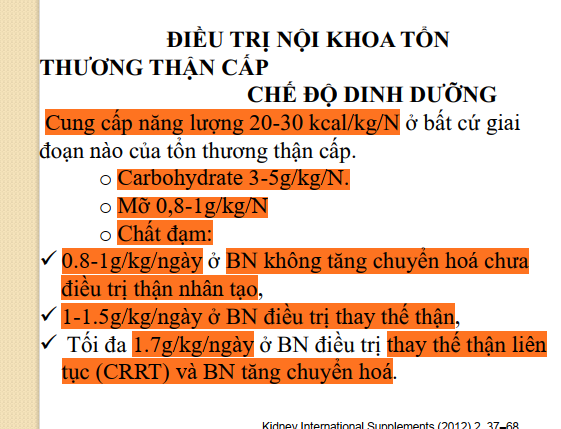 ĐIỀU TRỊ NỘI KHOA TỔN
THƯƠNG THẬN CẤP
CHẾ ĐỘ DINH DƯỠNG
Cung cấp năng lượng 20-30 kcal/kg/N ở bất cứ giai
đoạn nào của tổn thương thận cấp.
o Carbohydrate 3-5g/kg/N.
o Mỡ 0,8-1g/kg/N
o Chất đạm:
✓ 0.8-1g/kg/ngày ở BN không tăng chuyển hoá chưa
điều trị thận nhân tạo,
✓ 1-1.5g/kg/ngày ở BN điều trị thay thế thận,
✓ Tối đa 1.7g/kg/ngày ở BN điều trị thay thế thận liên
tục (CRRT) và BN tăng chuyển hoá.
Kidney International Supplements (2012) 2, 37–68